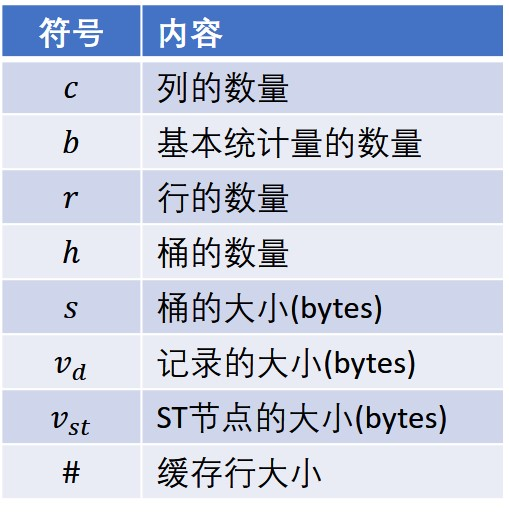 符号 内容
c 列的数量
b 基本统计量的数量
r 行的数量
h 桶的数量
s 桶的大小(bytes)
v_d 记录的大小(bytes)
v_st ST节点的大小(bytes)
# 缓存行大小